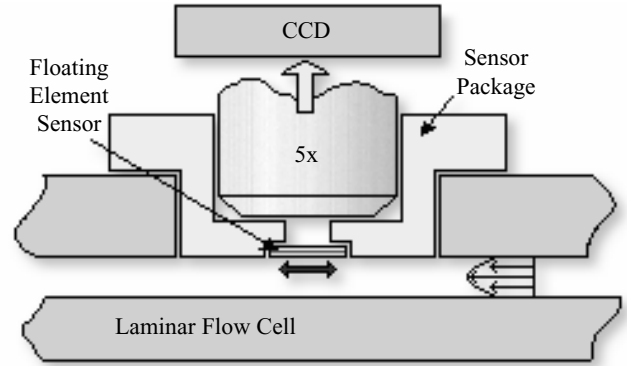 CCD
Floating
Element
Sensor
Sensor
Package
5x
Laminar Flow Cell